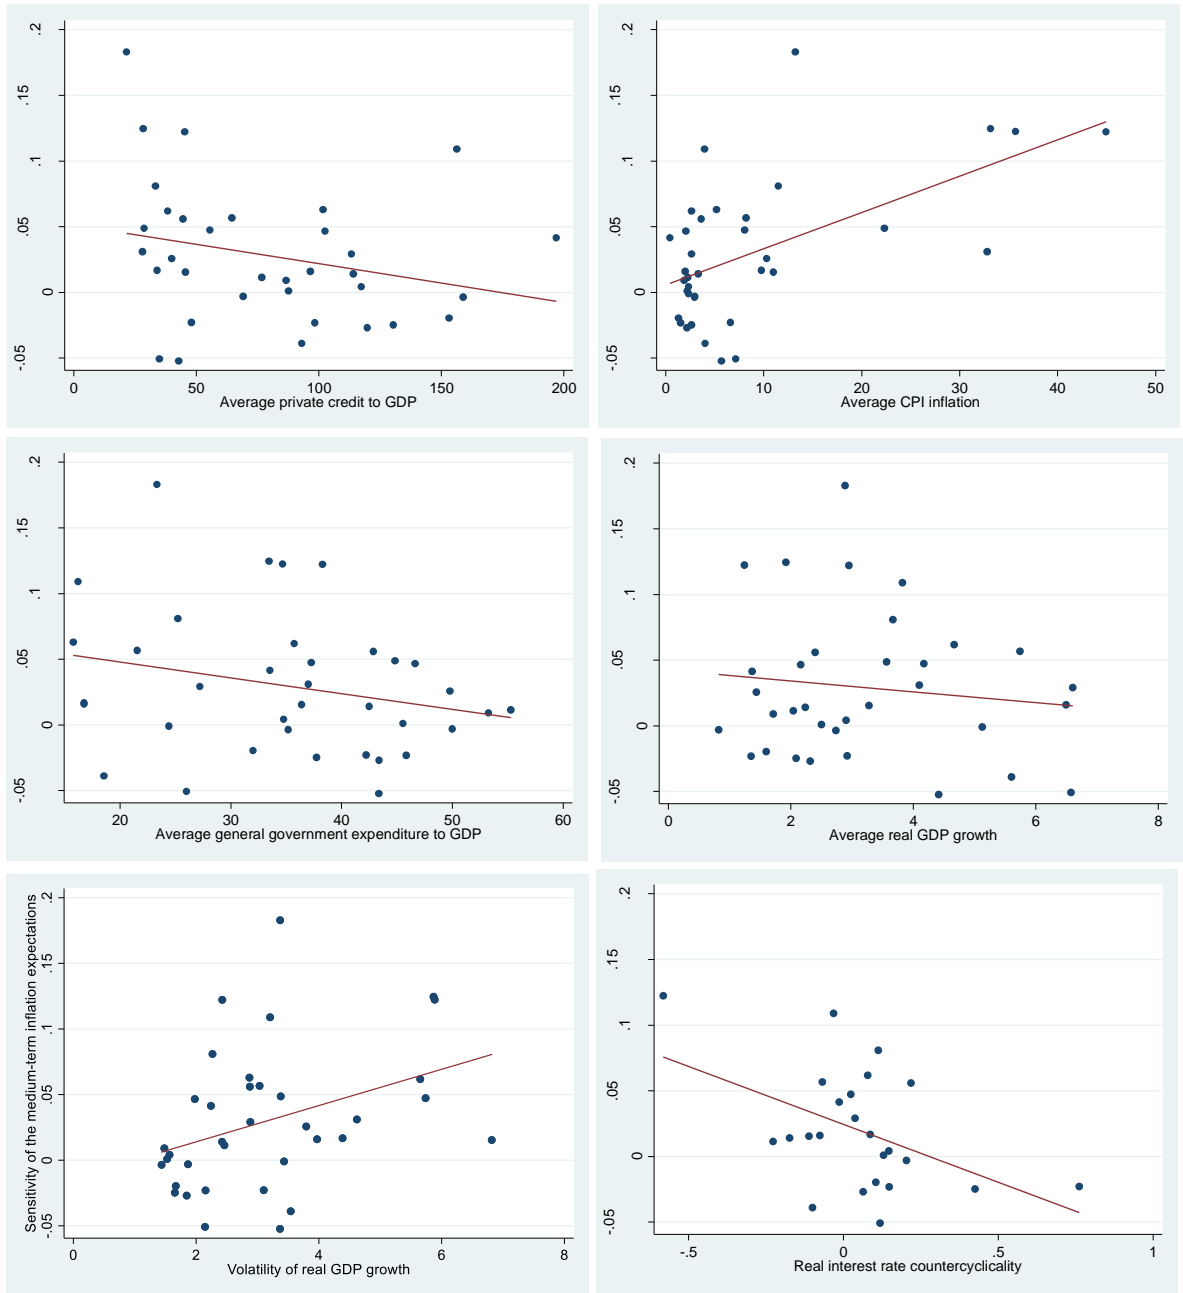 .2
.15
.1
.05
0
-.05
0 50 100 150 200
Average private credit to GDP
.2
.15
.1
.05
0
-.05
0 10 20 30 40 50
Average CPI inflation
.2
.15
.1
.05
0
-.05
20 30 40 50 60
Average general government expenditure to GDP
.2
.15
.1
.05
0
-.05
0 2 4 6 8
Average real GDP growth
Sensitivity of the medium-term inflation expectations
.2
.15
.1
.05
0
-.05
0 2 4 6 8
Volatility of real GDP growth
.2
.15
.1
.05
0
-.05
-.5 0 .5 1
Real interest rate countercyclicality